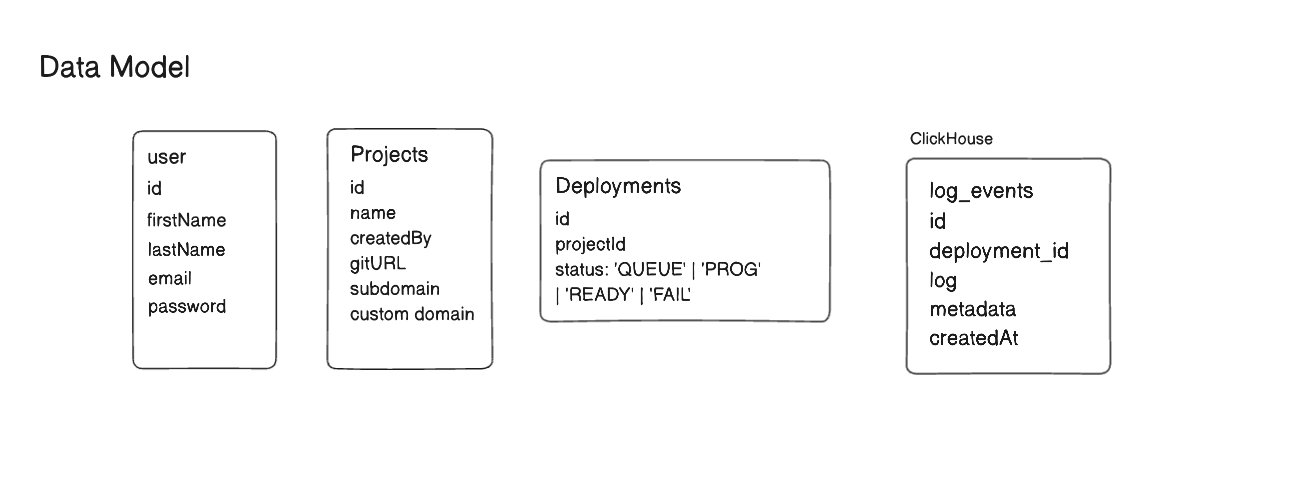 Data Model
user
id
firstName
lastName
email
password
Projects
id
name
createdBy
gitURL
subdomain
custom domain
Deployments
id
projectId
status: 'QUEUE' | 'PROG'
| 'READY' | 'FAIL'
ClickHouse
log_events
id
deployment_id
log
metadata
createdAt